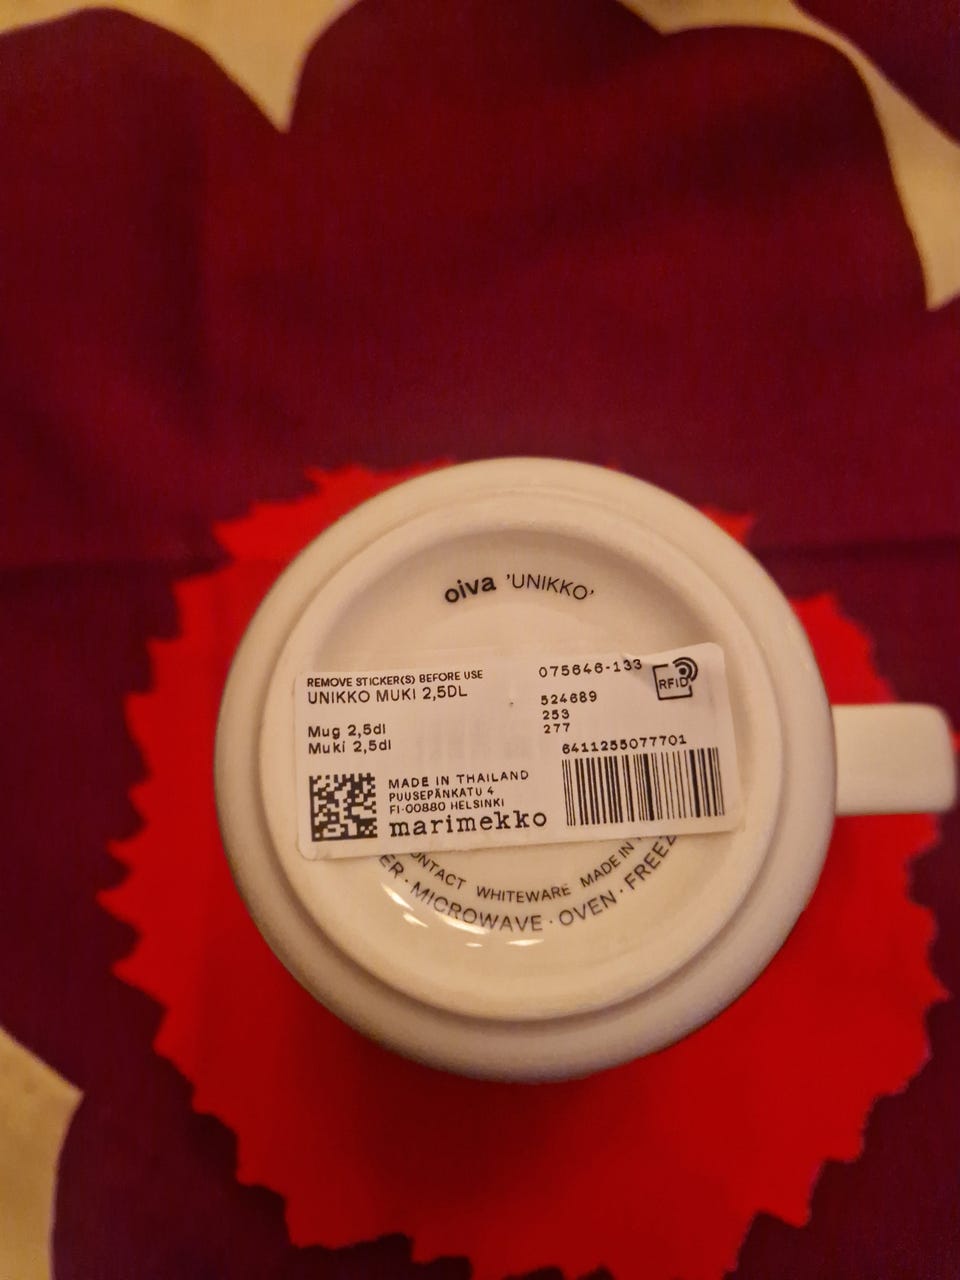 oiva 'UNIKKO'
REMOVE STICKER(S) BEFORE USE
UNIKKO MUKI 2,5DL
Mug 2,5dl
Muki 2,5dl
075646-133
RFID
524689
253
277
6411255077701
MADE IN THAILAND
PUUSEPÄNKATU 4
FI-00880 HELSINKI
marimekko
ONTACT WHITEWARE MADE IN
ER · MICROWAVE · OVEN · FREEZ